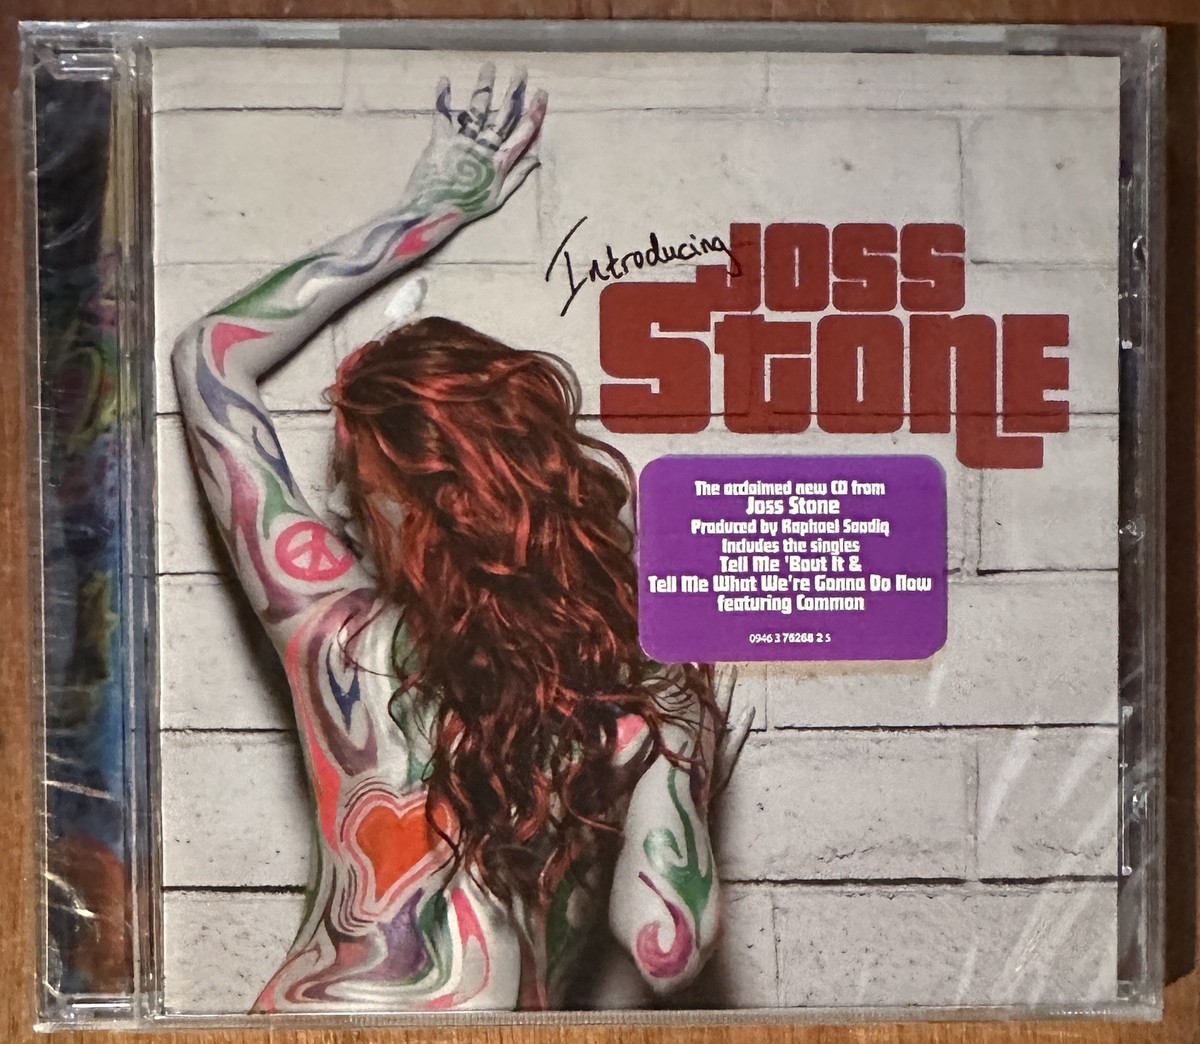 Introducing
JOSS
STONE
The acclaimed new CD from
Joss Stone
Produced by Raphael Saadiq
Includes the singles
Tell Me 'Bout It &
Tell Me What We're Gonna Do Now
featuring Common
0946 3 76268 2 5